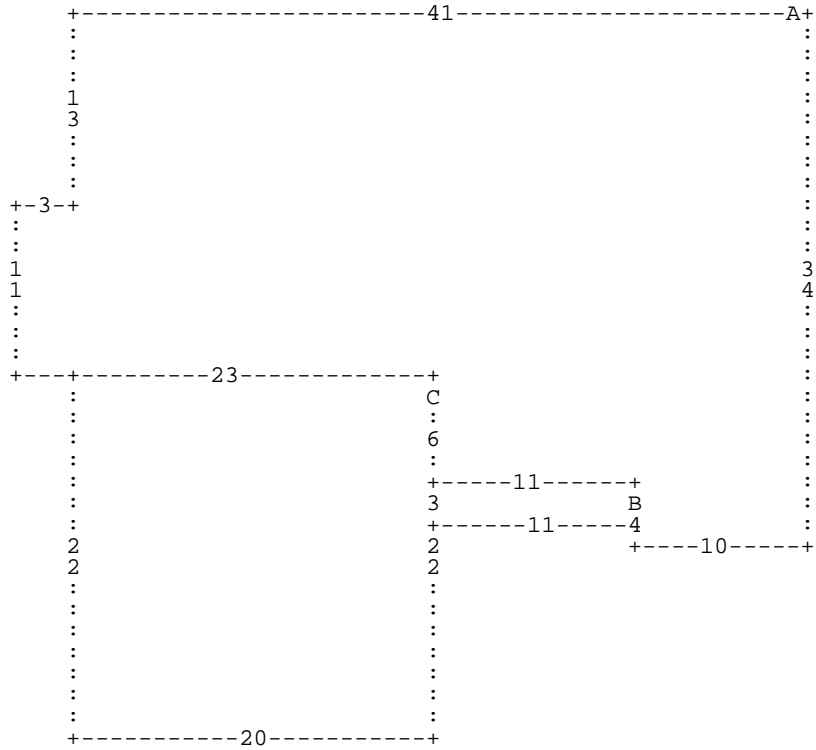 +-----------------------41----------------------A+
:                                                :
:                                                :
:                                                :
1                                                :
3                                                :
:                                                :
:                                                :
:                                                :
+-3-+                                                :
:                                                    :
:                                                    :
1                                                    3
1                                                    4
:                                                    :
:                                                    :
:                                                    :
+---+---------23-------------+                       :
:                        C                       :
:                        :                       :
:                        6                       :
:                        :                       :
:                        +-----11------+         :
:                        3             B         :
:                        +------11-----4         :
2                        2             +----10-----+
2                        2
:                        :
:                        :
:                        :
:                        :
:                        :
:                        :
:                        :
+-----------20-----------+